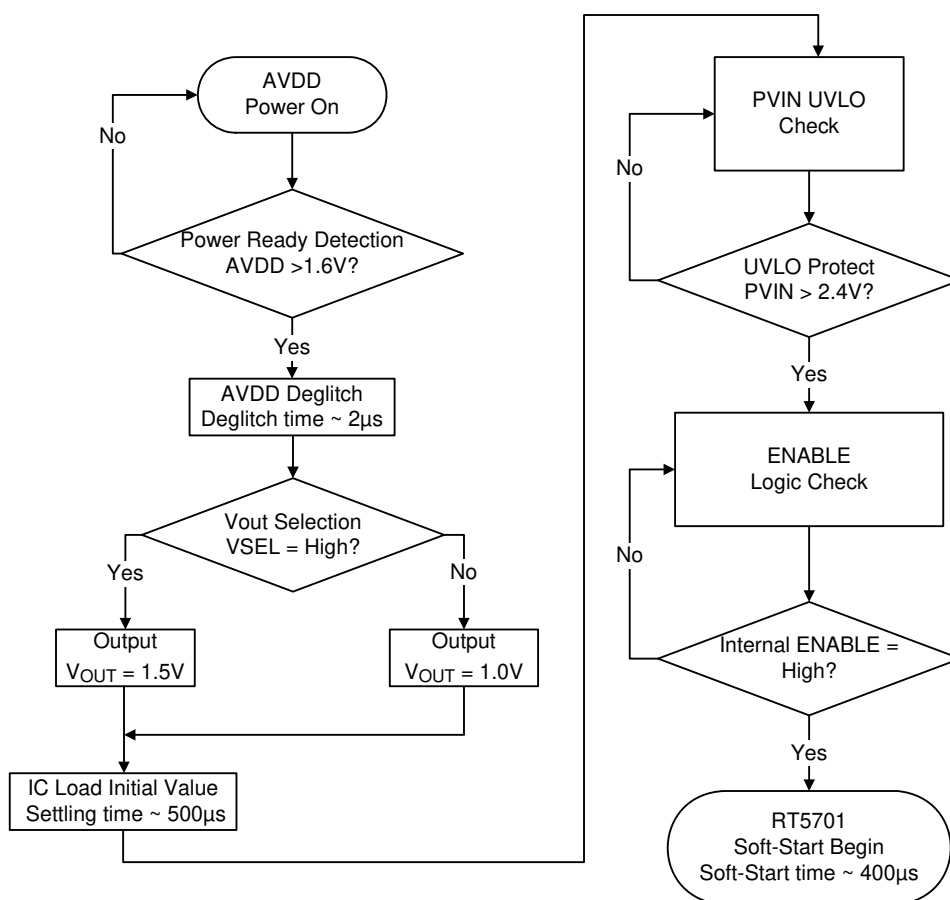 AVDD
Power On
No
Power Ready Detection
AVDD >1.6V?
Yes
AVDD Deglitch
Deglitch time ~ 2µs
Vout Selection
VSEL = High?
Yes
No
Output
VOUT = 1.5V
Output
VOUT = 1.0V
IC Load Initial Value
Settling time ~ 500µs
PVIN UVLO
Check
No
UVLO Protect
PVIN > 2.4V?
Yes
ENABLE
Logic Check
No
Internal ENABLE =
High?
Yes
RT5701
Soft-Start Begin
Soft-Start time ~ 400µs